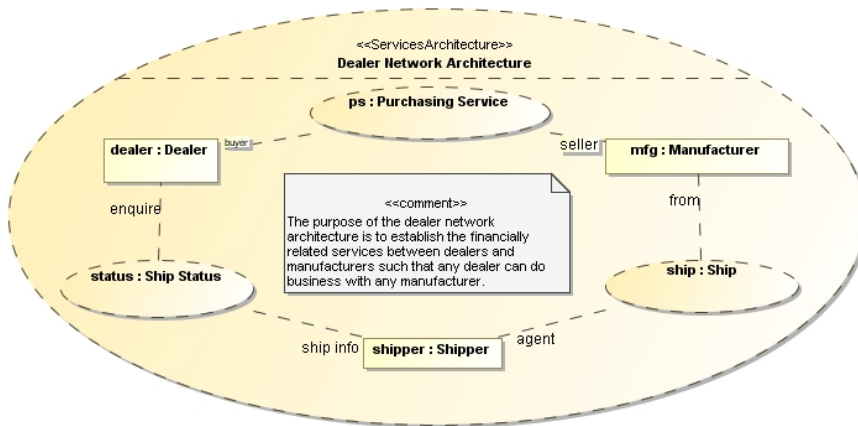 <<ServicesArchitecture>>
Dealer Network Architecture
ps : Purchasing Service
dealer : Dealer
buyer
seller
mfg : Manufacturer
enquire
from
<<comment>>
The purpose of the dealer network
architecture is to establish the financially
related services between dealers and
manufacturers such that any dealer can do
business with any manufacturer.
status : Ship Status
ship : Ship
ship info
shipper : Shipper
agent